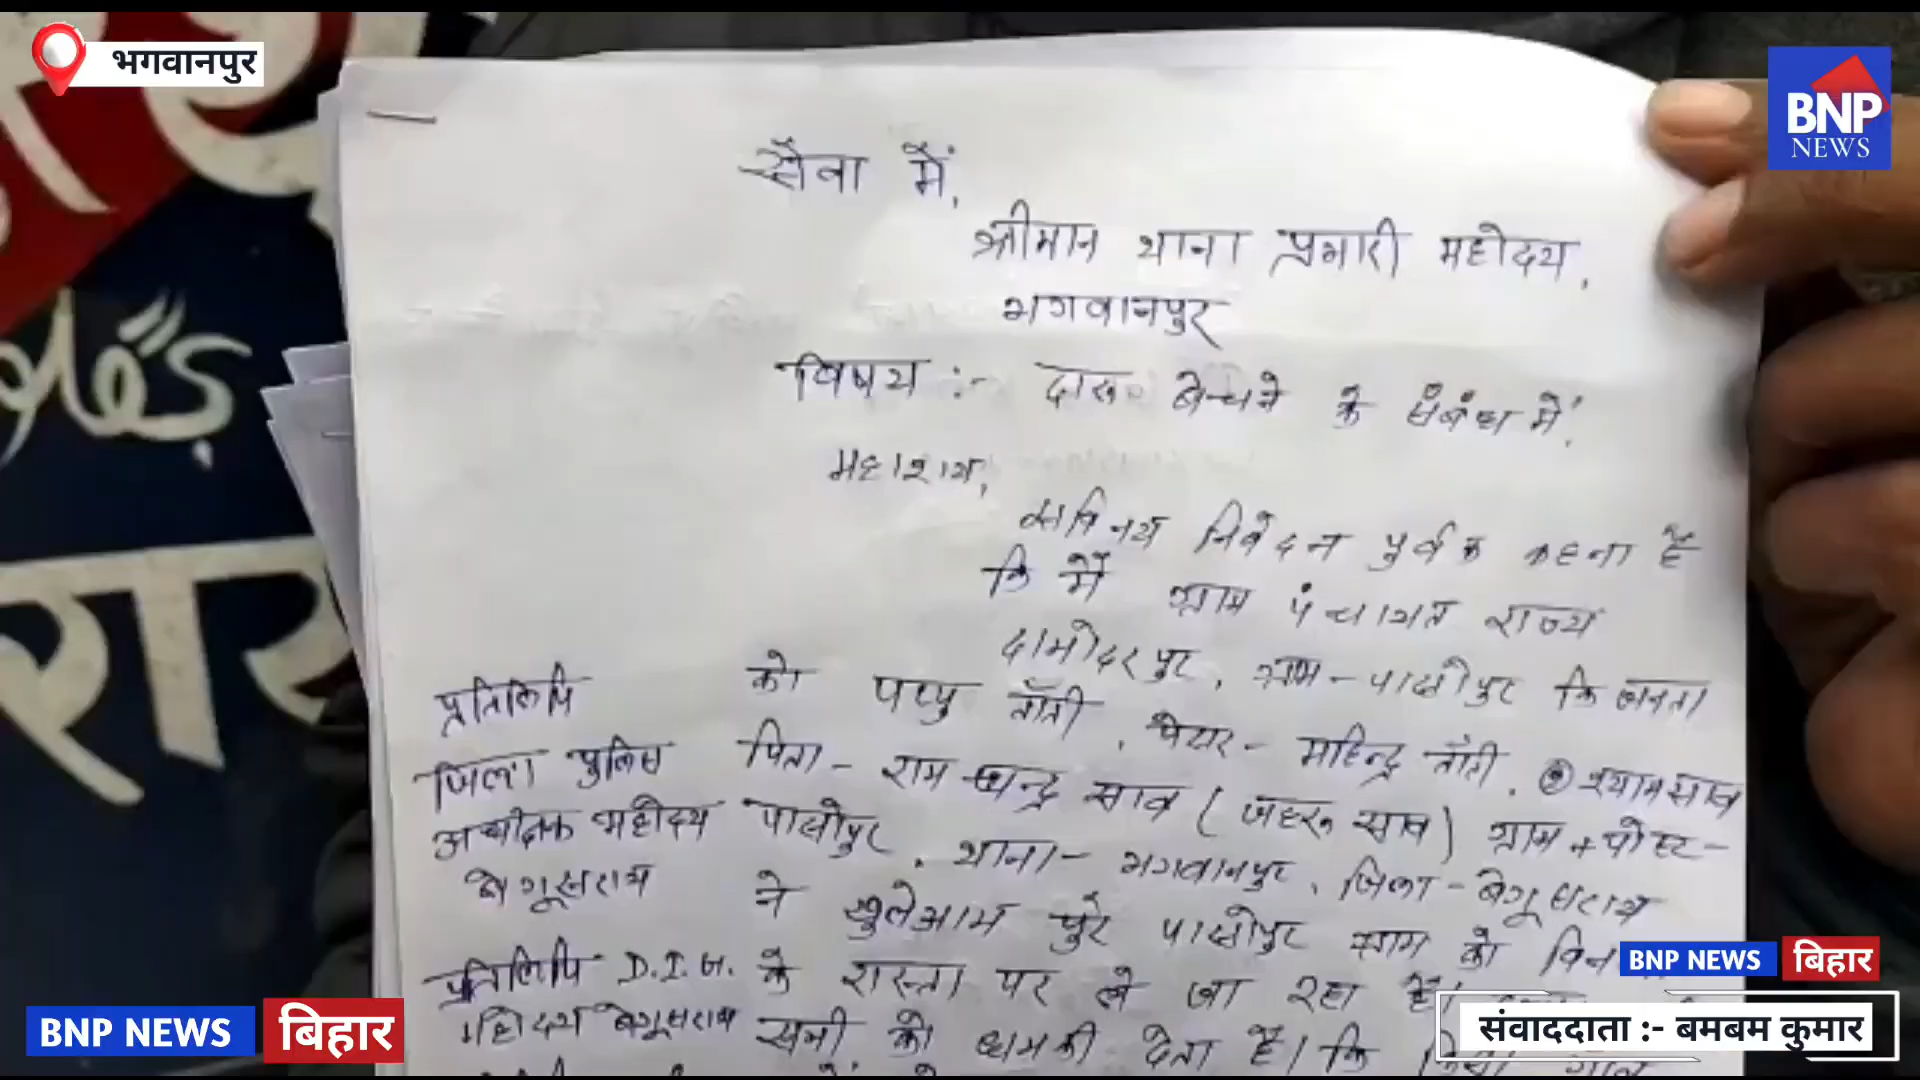 भगवानपुर
BNP
NEWS
सेवा में,
श्रीमान थाना प्रभारी महोदय,
भगवानपुर
विषय :- दारू बेचने के संबंध में,
महाशय,
सविनय निवेदन पुर्वक कहना है
कि मैं ग्राम पंचायत राज्य
दामोदरपुर, ग्राम - पासोपुर कि जनता
को पप्पु ताँती, पेसर - महिन्द्र ताँती, श्याम साव
पिता - राम चन्द्र साव (जहरू साव) ग्राम + पोस्ट -
पासोपुर, थाना - भगवानपुर, जिला - बेगूसराय
ने खुलेआम पुरे पासोपुर ग्राम को
के रास्ता पर ले जा रहा है।
सभी को धमकी देता है। कि
प्रतिलिपि
जिला पुलिस
अधीक्षक महोदय
बेगूसराय
प्रतिलिपि D.I.G.
महोदय बेगूसराय
گلاو
रास
BNP NEWS बिहार
BNP NEWS बिहार
संवाददाता :- बमबम कुमार